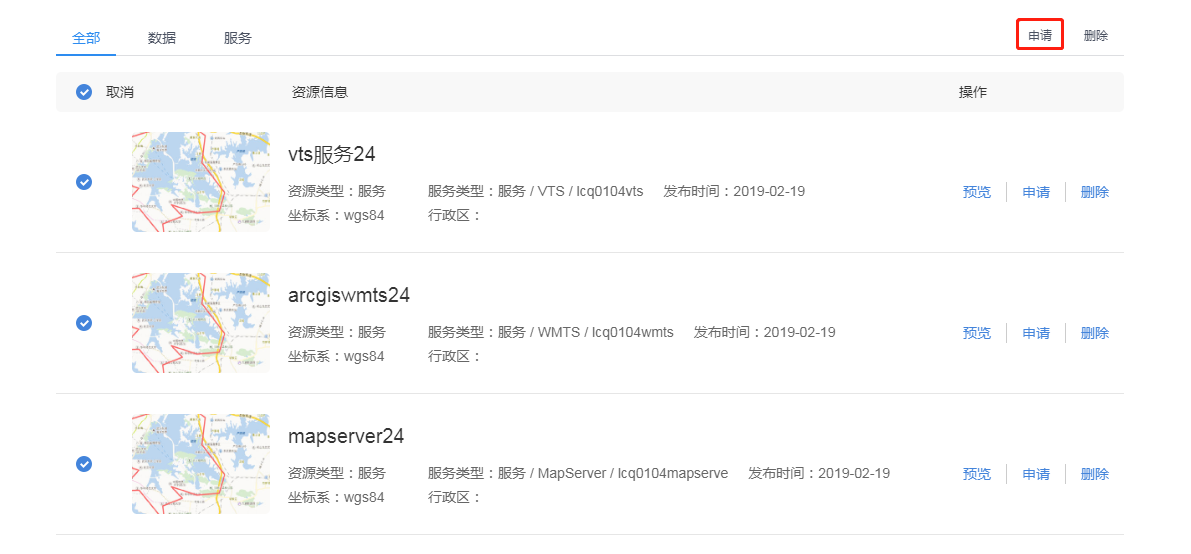 全部 数据 服务 申请 删除
取消 资源信息 操作
vts服务24
资源类型：服务 服务类型：服务 / VTS / lcq0104vts 发布时间：2019-02-19 预览 申请 删除
坐标系：wgs84 行政区：
arcgiswmts24
资源类型：服务 服务类型：服务 / WMTS / lcq0104wmts 发布时间：2019-02-19 预览 申请 删除
坐标系：wgs84 行政区：
mapserver24
资源类型：服务 服务类型：服务 / MapServer / lcq0104mapserve 发布时间：2019-02-19 预览 申请 删除
坐标系：wgs84 行政区：